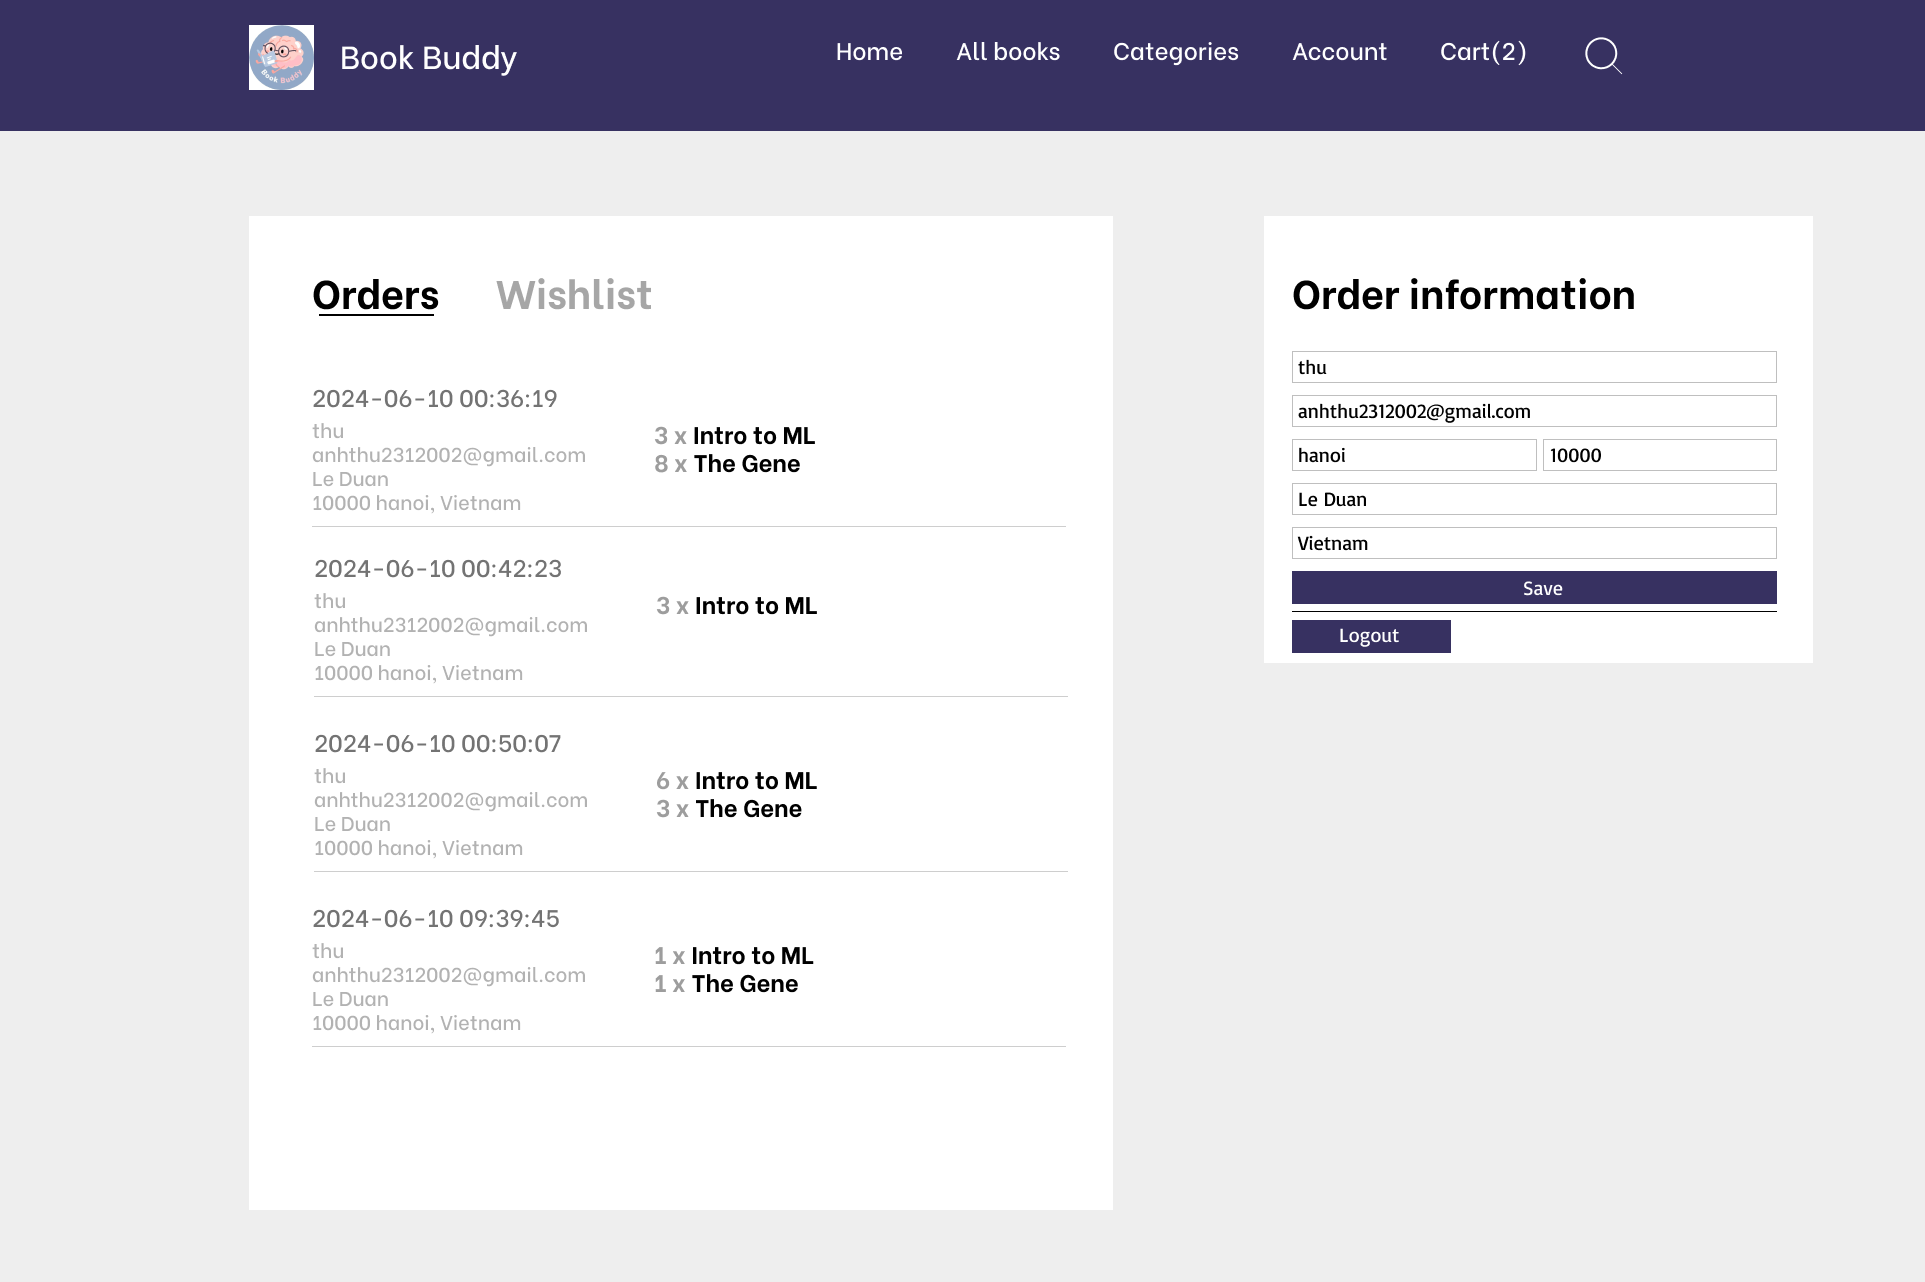 Book Buddy
Book Buddy
Home
All books
Categories
Account
Cart(2)
Orders
Wishlist
2024-06-10 00:36:19
thu
anhthu2312002@gmail.com
Le Duan
10000 hanoi, Vietnam
3 x Intro to ML
8 x The Gene
2024-06-10 00:42:23
thu
anhthu2312002@gmail.com
Le Duan
10000 hanoi, Vietnam
3 x Intro to ML
2024-06-10 00:50:07
thu
anhthu2312002@gmail.com
Le Duan
10000 hanoi, Vietnam
6 x Intro to ML
3 x The Gene
2024-06-10 09:39:45
thu
anhthu2312002@gmail.com
Le Duan
10000 hanoi, Vietnam
1 x Intro to ML
1 x The Gene
Order information
thu
anhthu2312002@gmail.com
hanoi
10000
Le Duan
Vietnam
Save
Logout